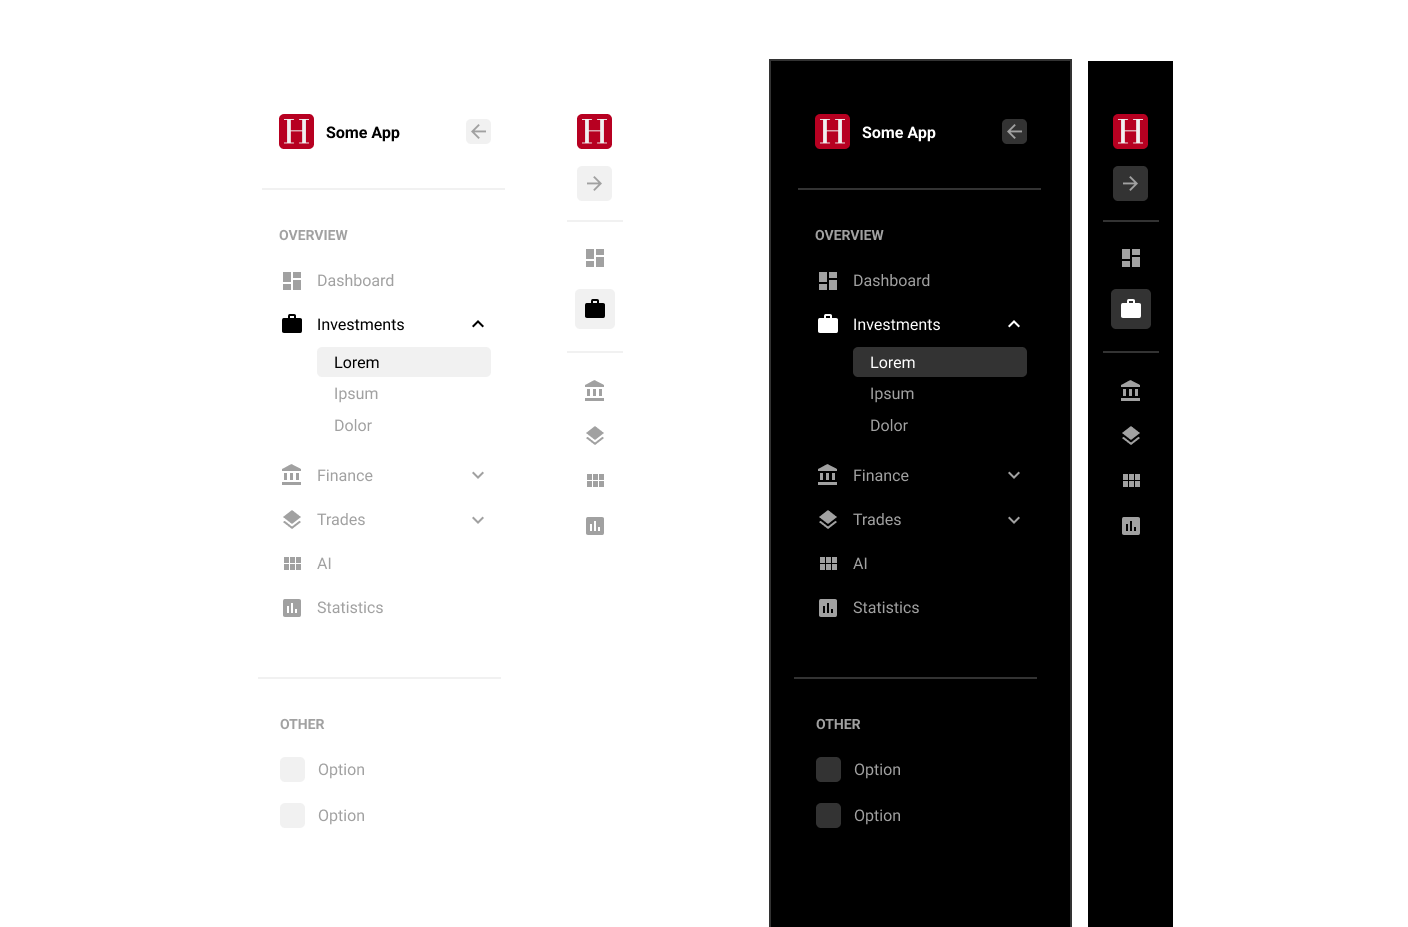 H Some App
OVERVIEW
Dashboard
Investments
Lorem
Ipsum
Dolor
Finance
Trades
AI
Statistics
OTHER
Option
Option
H
H Some App
OVERVIEW
Dashboard
Investments
Lorem
Ipsum
Dolor
Finance
Trades
AI
Statistics
OTHER
Option
Option
H